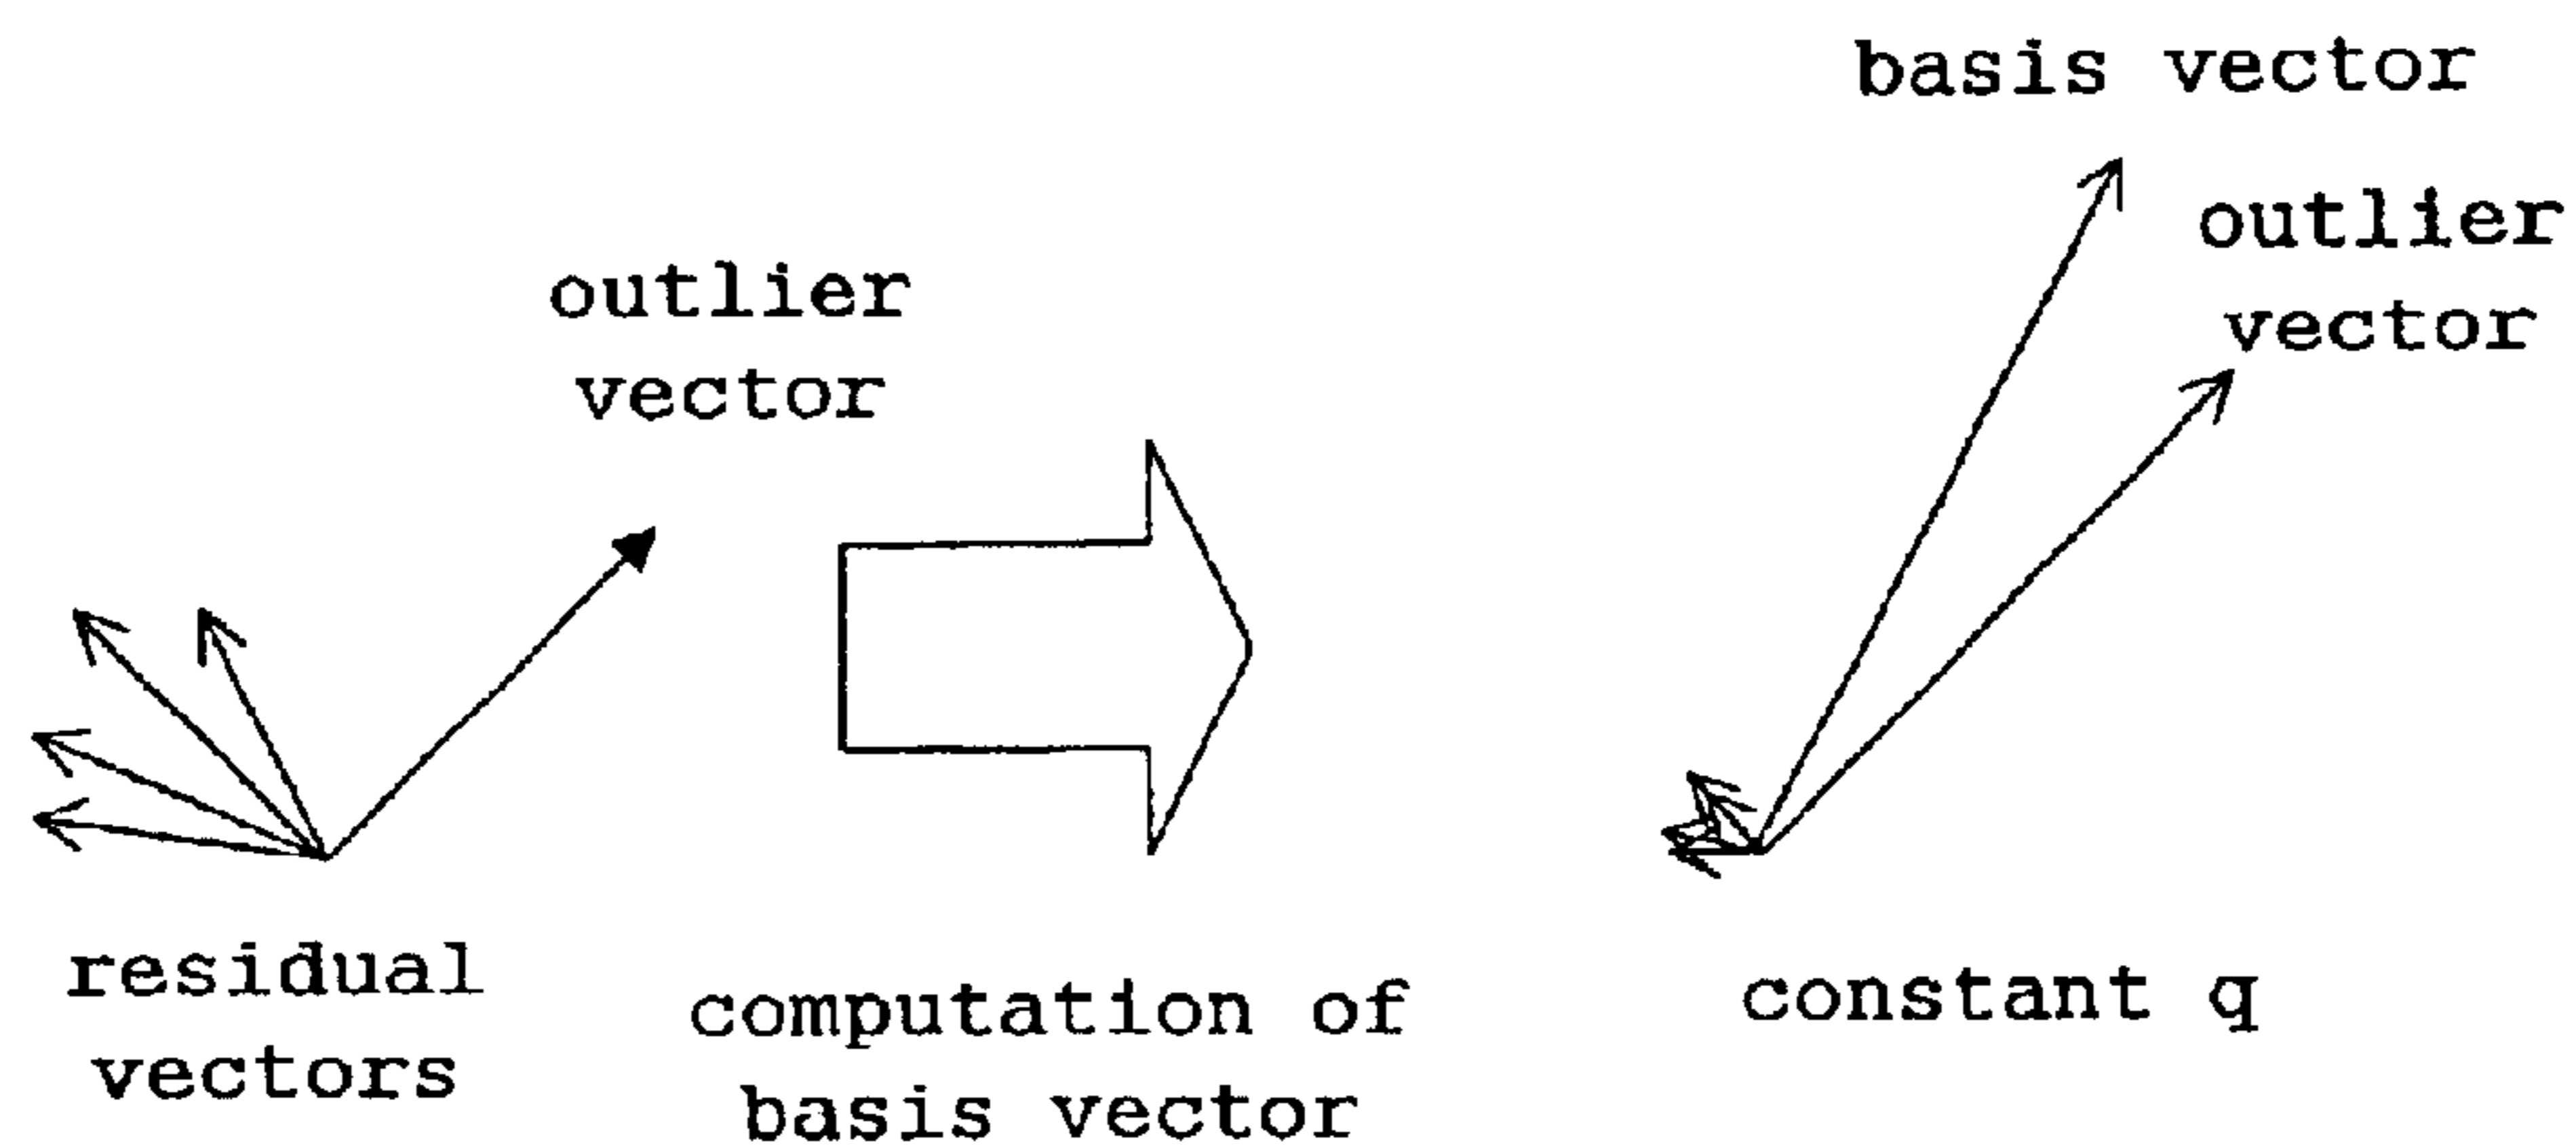 basis vector
outlier
vector
outlier
vector
residual
vectors
computation of
basis vector
constant q